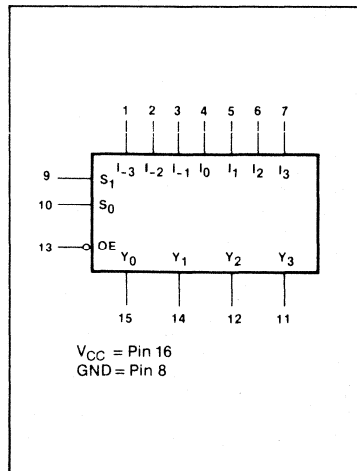 1 2 3 4 5 6 7
I-3 I-2 I-1 I0 I1 I2 I3
9 S1
10 S0
13 OE
Y0 Y1 Y2 Y3
15 14 12 11
VCC = Pin 16
GND = Pin 8